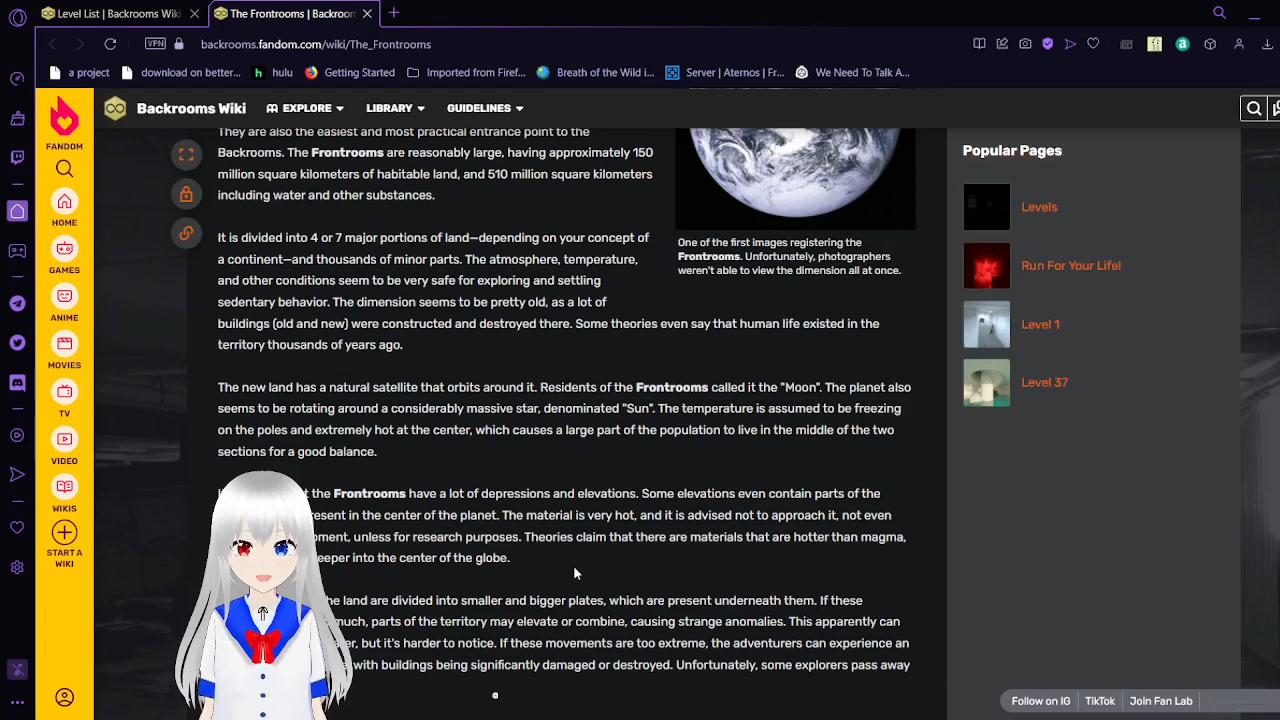 Level List | Backrooms Wiki
The Frontrooms | Backroom
VPN
backrooms.fandom.com/wiki/The_Frontrooms
a project
download on better...
hulu
Getting Started
Imported from Firef...
Breath of the Wild i...
Server | Aternos | Fr...
We Need To Talk A...
Backrooms Wiki
EXPLORE
LIBRARY
GUIDELINES
FANDOM
HOME
GAMES
ANIME
MOVIES
TV
VIDEO
WIKIS
START A
WIKI
They are also the easiest and most practical entrance point to the
Backrooms. The Frontrooms are reasonably large, having approximately 150
million square kilometers of habitable land, and 510 million square kilometers
including water and other substances.
It is divided into 4 or 7 major portions of land—depending on your concept of
a continent—and thousands of minor parts. The atmosphere, temperature,
and other conditions seem to be very safe for exploring and settling
sedentary behavior. The dimension seems to be pretty old, as a lot of
buildings (old and new) were constructed and destroyed there. Some theories even say that human life existed in the
territory thousands of years ago.
One of the first images registering the
Frontrooms. Unfortunately, photographers
weren't able to view the dimension all at once.
The new land has a natural satellite that orbits around it. Residents of the Frontrooms called it the "Moon". The planet also
seems to be rotating around a considerably massive star, denominated "Sun". The temperature is assumed to be freezing
on the poles and extremely hot at the center, which causes a large part of the population to live in the middle of the two
sections for a good balance.
the Frontrooms have a lot of depressions and elevations. Some elevations even contain parts of the
present in the center of the planet. The material is very hot, and it is advised not to approach it, not even
unless for research purposes. Theories claim that there are materials that are hotter than magma,
into the center of the globe.
the land are divided into smaller and bigger plates, which are present underneath them. If these
much, parts of the territory may elevate or combine, causing strange anomalies. This apparently can
but it's harder to notice. If these movements are too extreme, the adventurers can experience an
with buildings being significantly damaged or destroyed. Unfortunately, some explorers pass away
Popular Pages
Levels
Run For Your Life!
Level 1
Level 37
Follow on IG
TikTok
Join Fan Lab